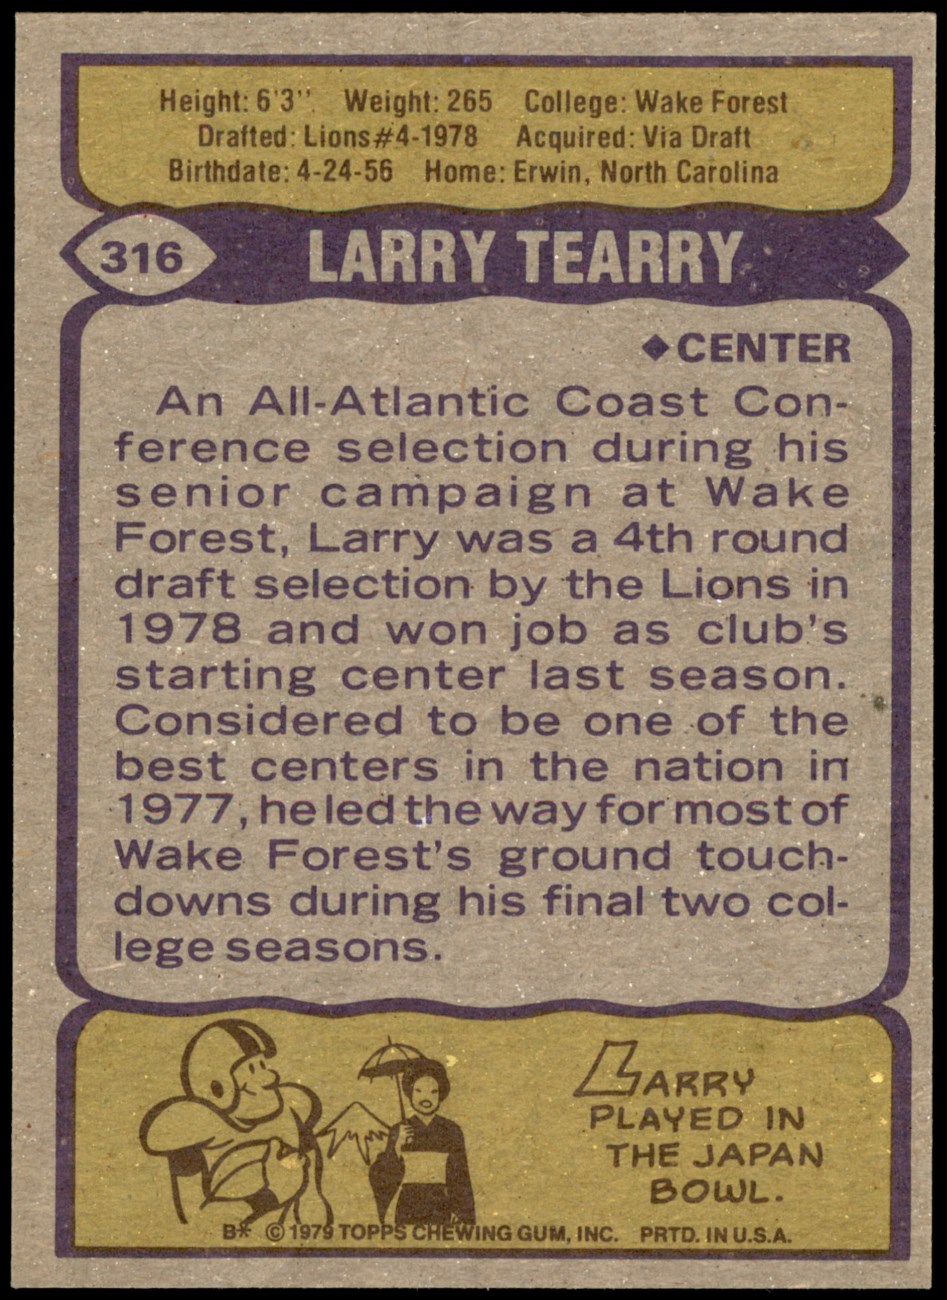 Height: 6'3" Weight: 265 College: Wake Forest
Drafted: Lions#4-1978 Acquired: Via Draft
Birthdate: 4-24-56 Home: Erwin, North Carolina
316 LARRY TEARRY
◆CENTER
An All-Atlantic Coast Con-
ference selection during his
senior campaign at Wake
Forest, Larry was a 4th round
draft selection by the Lions in
1978 and won job as club's
starting center last season.
Considered to be one of the
best centers in the nation in
1977, he led the way for most of
Wake Forest's ground touch-
downs during his final two col-
lege seasons.
LARRY
PLAYED IN
THE JAPAN
BOWL.
B* © 1979 TOPPS CHEWING GUM, INC. PRTD. IN U.S.A.